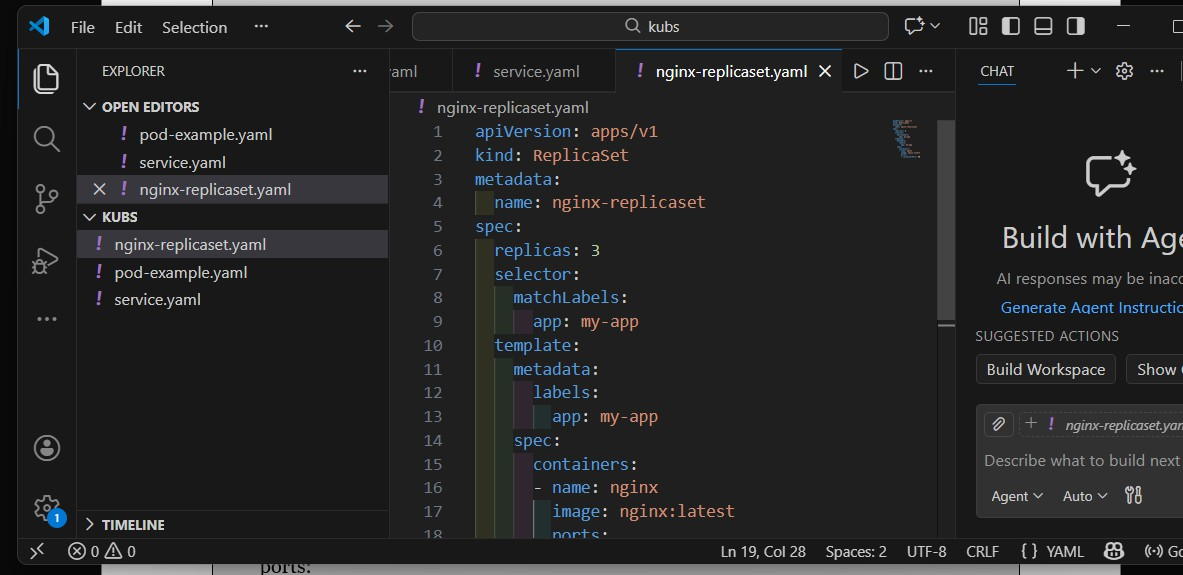 File Edit Selection ··· kubs
EXPLORER ···
OPEN EDITORS
! pod-example.yaml
! service.yaml
! nginx-replicaset.yaml
KUBS
! nginx-replicaset.yaml
! pod-example.yaml
! service.yaml
TIMELINE
1
aml ! service.yaml ! nginx-replicaset.yaml ···
! nginx-replicaset.yaml
1 apiVersion: apps/v1
2 kind: ReplicaSet
3 metadata:
4 name: nginx-replicaset
5 spec:
6 replicas: 3
7 selector:
8 matchLabels:
9 app: my-app
10 template:
11 metadata:
12 labels:
13 app: my-app
14 spec:
15 containers:
16 - name: nginx
17 image: nginx:latest
18 ports:
CHAT ···
Build with Age
AI responses may be inacc
Generate Agent Instructio
SUGGESTED ACTIONS
Build Workspace Show
+ ! nginx-replicaset.yam
Describe what to build next
Agent Auto
0 0 Ln 19, Col 28 Spaces: 2 UTF-8 CRLF {} YAML Go
ports: